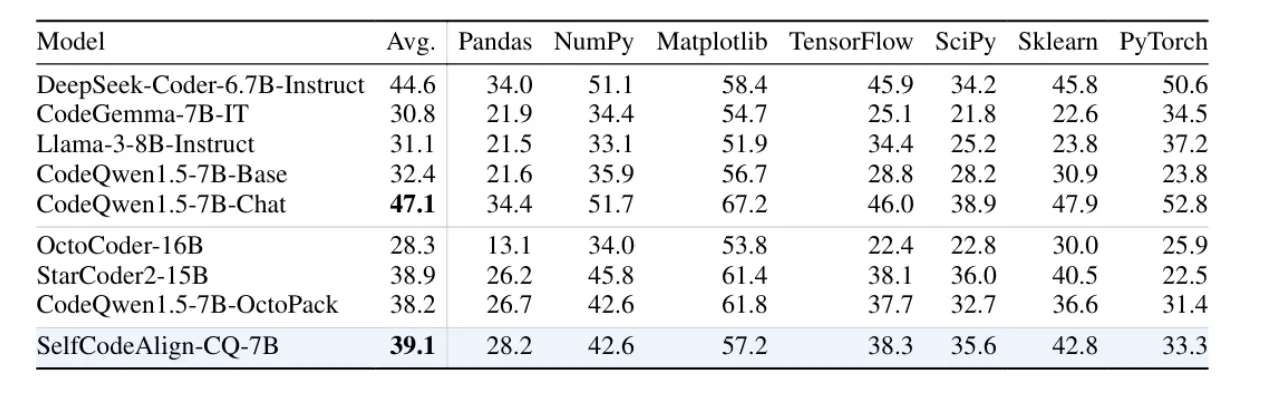 Model Avg. Pandas NumPy Matplotlib TensorFlow SciPy Sklearn PyTorch
DeepSeek-Coder-6.7B-Instruct 44.6 34.0 51.1 58.4 45.9 34.2 45.8 50.6
CodeGemma-7B-IT 30.8 21.9 34.4 54.7 25.1 21.8 22.6 34.5
Llama-3-8B-Instruct 31.1 21.5 33.1 51.9 34.4 25.2 23.8 37.2
CodeQwen1.5-7B-Base 32.4 21.6 35.9 56.7 28.8 28.2 30.9 23.8
CodeQwen1.5-7B-Chat 47.1 34.4 51.7 67.2 46.0 38.9 47.9 52.8
OctoCoder-16B 28.3 13.1 34.0 53.8 22.4 22.8 30.0 25.9
StarCoder2-15B 38.9 26.2 45.8 61.4 38.1 36.0 40.5 22.5
CodeQwen1.5-7B-OctoPack 38.2 26.7 42.6 61.8 37.7 32.7 36.6 31.4
SelfCodeAlign-CQ-7B 39.1 28.2 42.6 57.2 38.3 35.6 42.8 33.3